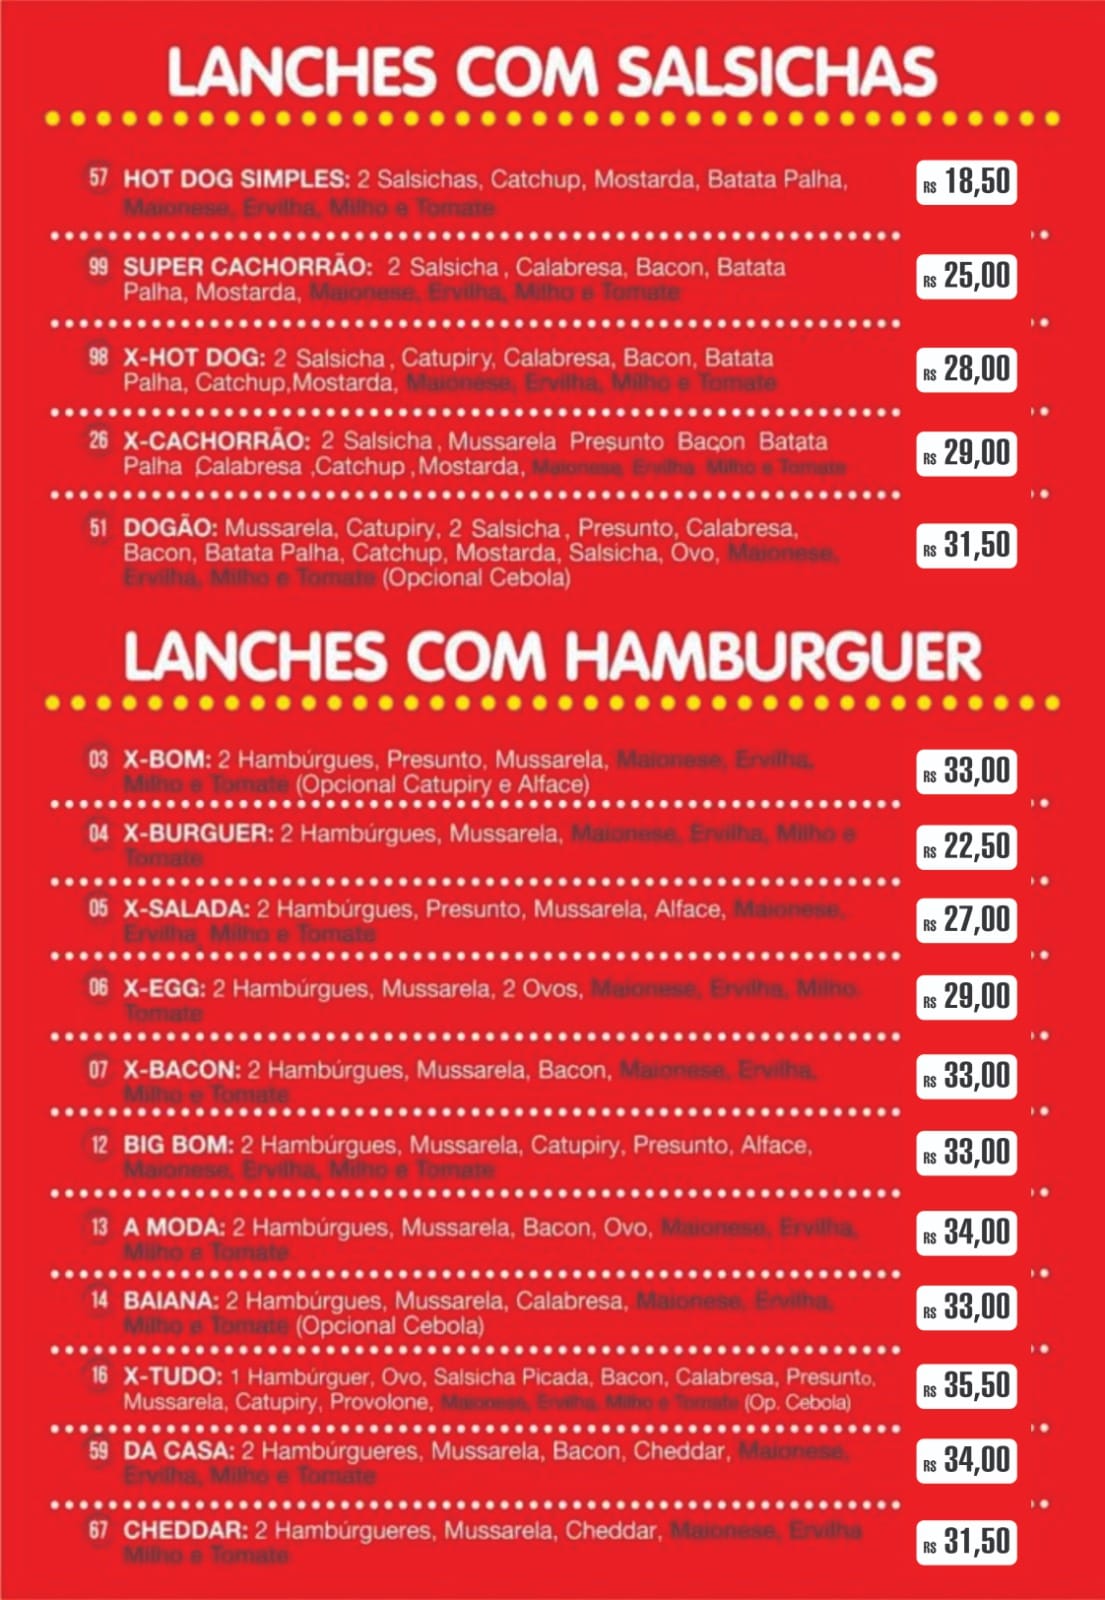 LANCHES COM SALSICHAS
57 HOT DOG SIMPLES: 2 Salsichas, Catchup, Mostarda, Batata Palha, R$ 18,50
Maionese, Ervilha, Milho e Tomate
99 SUPER CACHORRÃO: 2 Salsicha, Calabresa, Bacon, Batata R$ 25,00
Palha, Mostarda, Maionese, Ervilha, Milho e Tomate
98 X-HOT DOG: 2 Salsicha, Catupiry, Calabresa, Bacon, Batata R$ 28,00
Palha, Catchup,Mostarda, Maionese, Ervilha, Milho e Tomate
26 X-CACHORRÃO: 2 Salsicha, Mussarela Presunto Bacon Batata R$ 29,00
Palha Calabresa ,Catchup ,Mostarda, Maionese, Ervilha Milho e Tomate
51 DOGÃO: Mussarela, Catupiry, 2 Salsicha, Presunto, Calabresa, R$ 31,50
Bacon, Batata Palha, Catchup, Mostarda, Salsicha, Ovo, Maionese,
Ervilha, Milho e Tomate (Opcional Cebola)
LANCHES COM HAMBURGUER
03 X-BOM: 2 Hambúrgues, Presunto, Mussarela, Maionese, Ervilha, R$ 33,00
Milho e Tomate (Opcional Catupiry e Alface)
04 X-BURGUER: 2 Hambúrgues, Mussarela, Maionese, Ervilha, Milho e R$ 22,50
Tomate
05 X-SALADA: 2 Hambúrgues, Presunto, Mussarela, Alface, Maionese, R$ 27,00
Ervilha, Milho e Tomate
06 X-EGG: 2 Hambúrgues, Mussarela, 2 Ovos, Maionese, Ervilha, Milho. R$ 29,00
Tomate
07 X-BACON: 2 Hambúrgues, Mussarela, Bacon, Maionese, Ervilha, R$ 33,00
Milho e Tomate
12 BIG BOM: 2 Hambúrgues, Mussarela, Catupiry, Presunto, Alface, R$ 33,00
Maionese, Ervilha, Milho e Tomate
13 A MODA: 2 Hambúrgues, Mussarela, Bacon, Ovo, Maionese, Ervilha, R$ 34,00
Milho e Tomate
14 BAIANA: 2 Hambúrgues, Mussarela, Calabresa, Maionese, Ervilha, R$ 33,00
Milho e Tomate (Opcional Cebola)
16 X-TUDO: 1 Hambúrguer, Ovo, Salsicha Picada, Bacon, Calabresa, Presunto, R$ 35,50
Mussarela, Catupiry, Provolone, Maionese, Ervilha, Milho e Tomate (Op. Cebola)
59 DA CASA: 2 Hambúrgueres, Mussarela, Bacon, Cheddar, Maionese, R$ 34,00
Ervilha, Milho e Tomate
67 CHEDDAR: 2 Hambúrgueres, Mussarela, Cheddar, Maionese, Ervilha R$ 31,50
Milho e Tomate